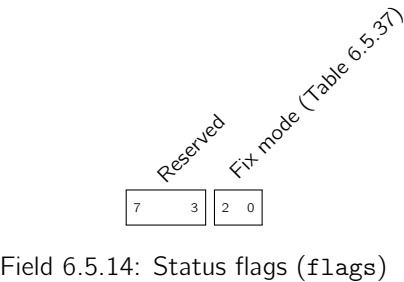 Reserved
Fix mode (Table 6.5.37)
7 3 2 0
Field 6.5.14: Status flags (flags)